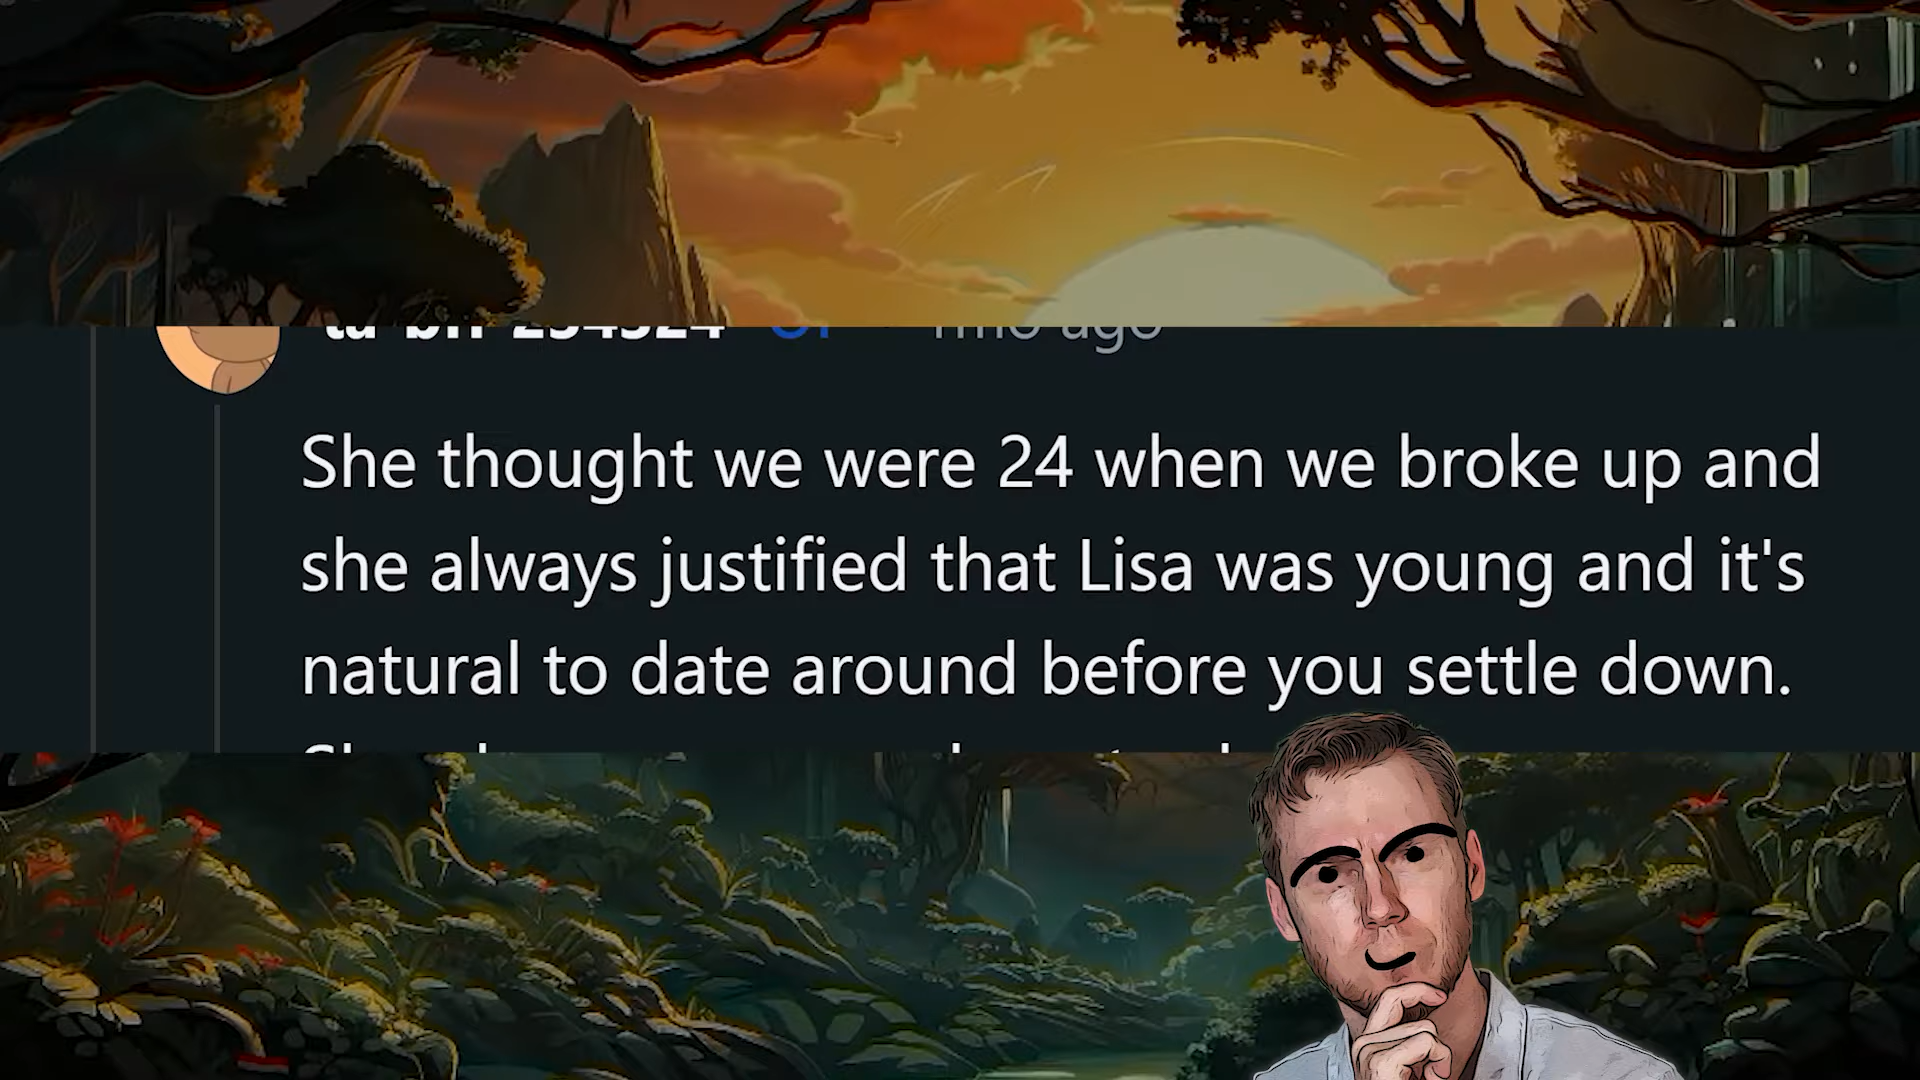 She thought we were 24 when we broke up and
she always justified that Lisa was young and it's
natural to date around before you settle down.